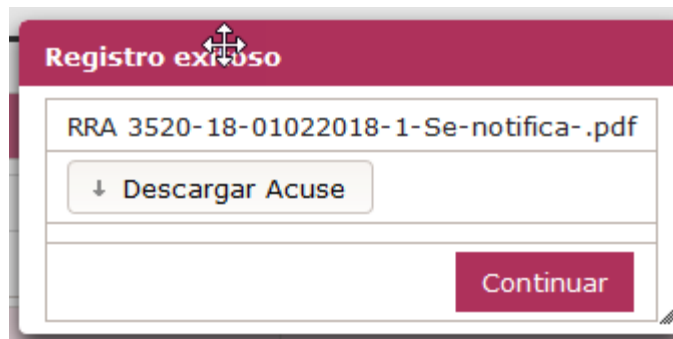 Registro exitoso
RRA 3520-18-01022018-1-Se-notifica-.pdf
Descargar Acuse
Continuar